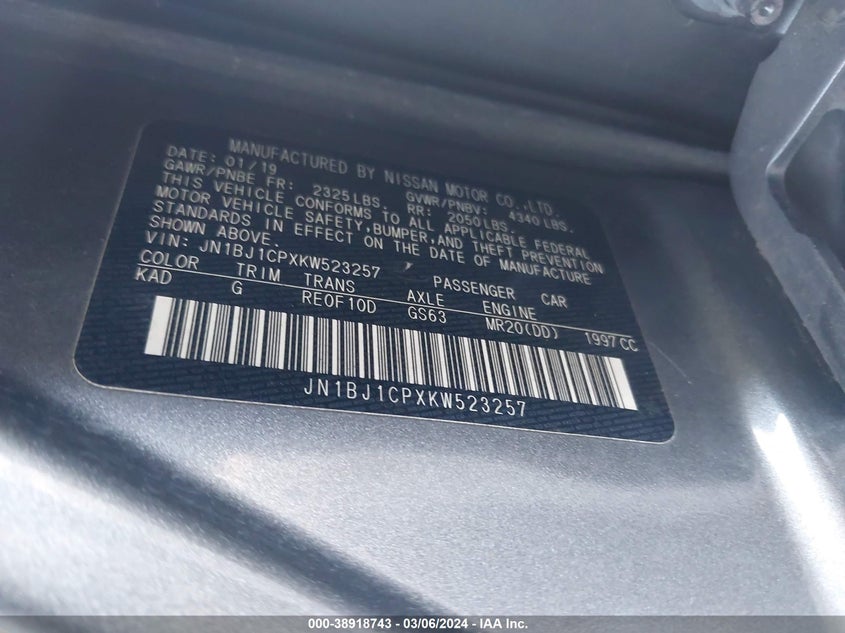 MANUFACTURED BY NISSAN MOTOR CO.,LTD.
DATE: 01/19
GAWR/PNBE FR: 2325LBS. GVWR/PNBV: 4340LBS.
RR: 2050LBS.
THIS VEHICLE CONFORMS TO ALL APPLICABLE FEDERAL
MOTOR VEHICLE SAFETY, BUMPER, AND THEFT PREVENTION
STANDARDS IN EFFECT ON THE DATE OF MANUFACTURE
SHOWN ABOVE.
VIN: JN1BJ1CPXKW523257 PASSENGER CAR
COLOR TRIM TRANS AXLE ENGINE
KAD G RE0F10D GS63 MR20(DD) 1997CC
JN1BJ1CPXKW523257
000-38918743 — 03/06/2024 — IAA Inc.